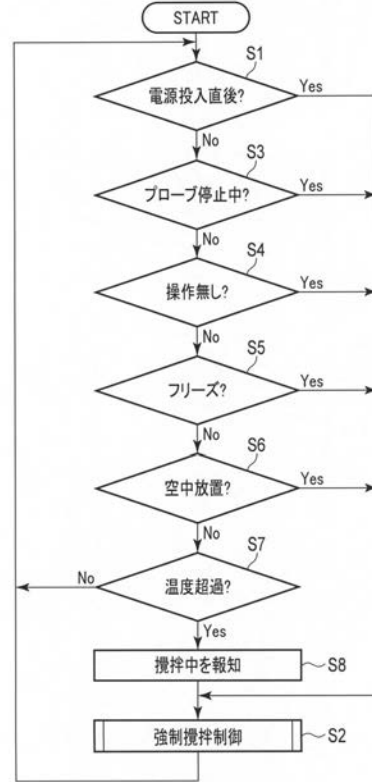 START
S1
電源投入直後?
Yes
No
S3
プローブ停止中?
Yes
No
S4
操作無し?
Yes
No
S5
フリーズ?
Yes
No
S6
空中放置?
Yes
No
S7
No
温度超過?
Yes
攪拌中を報知
S8
強制攪拌制御
S2